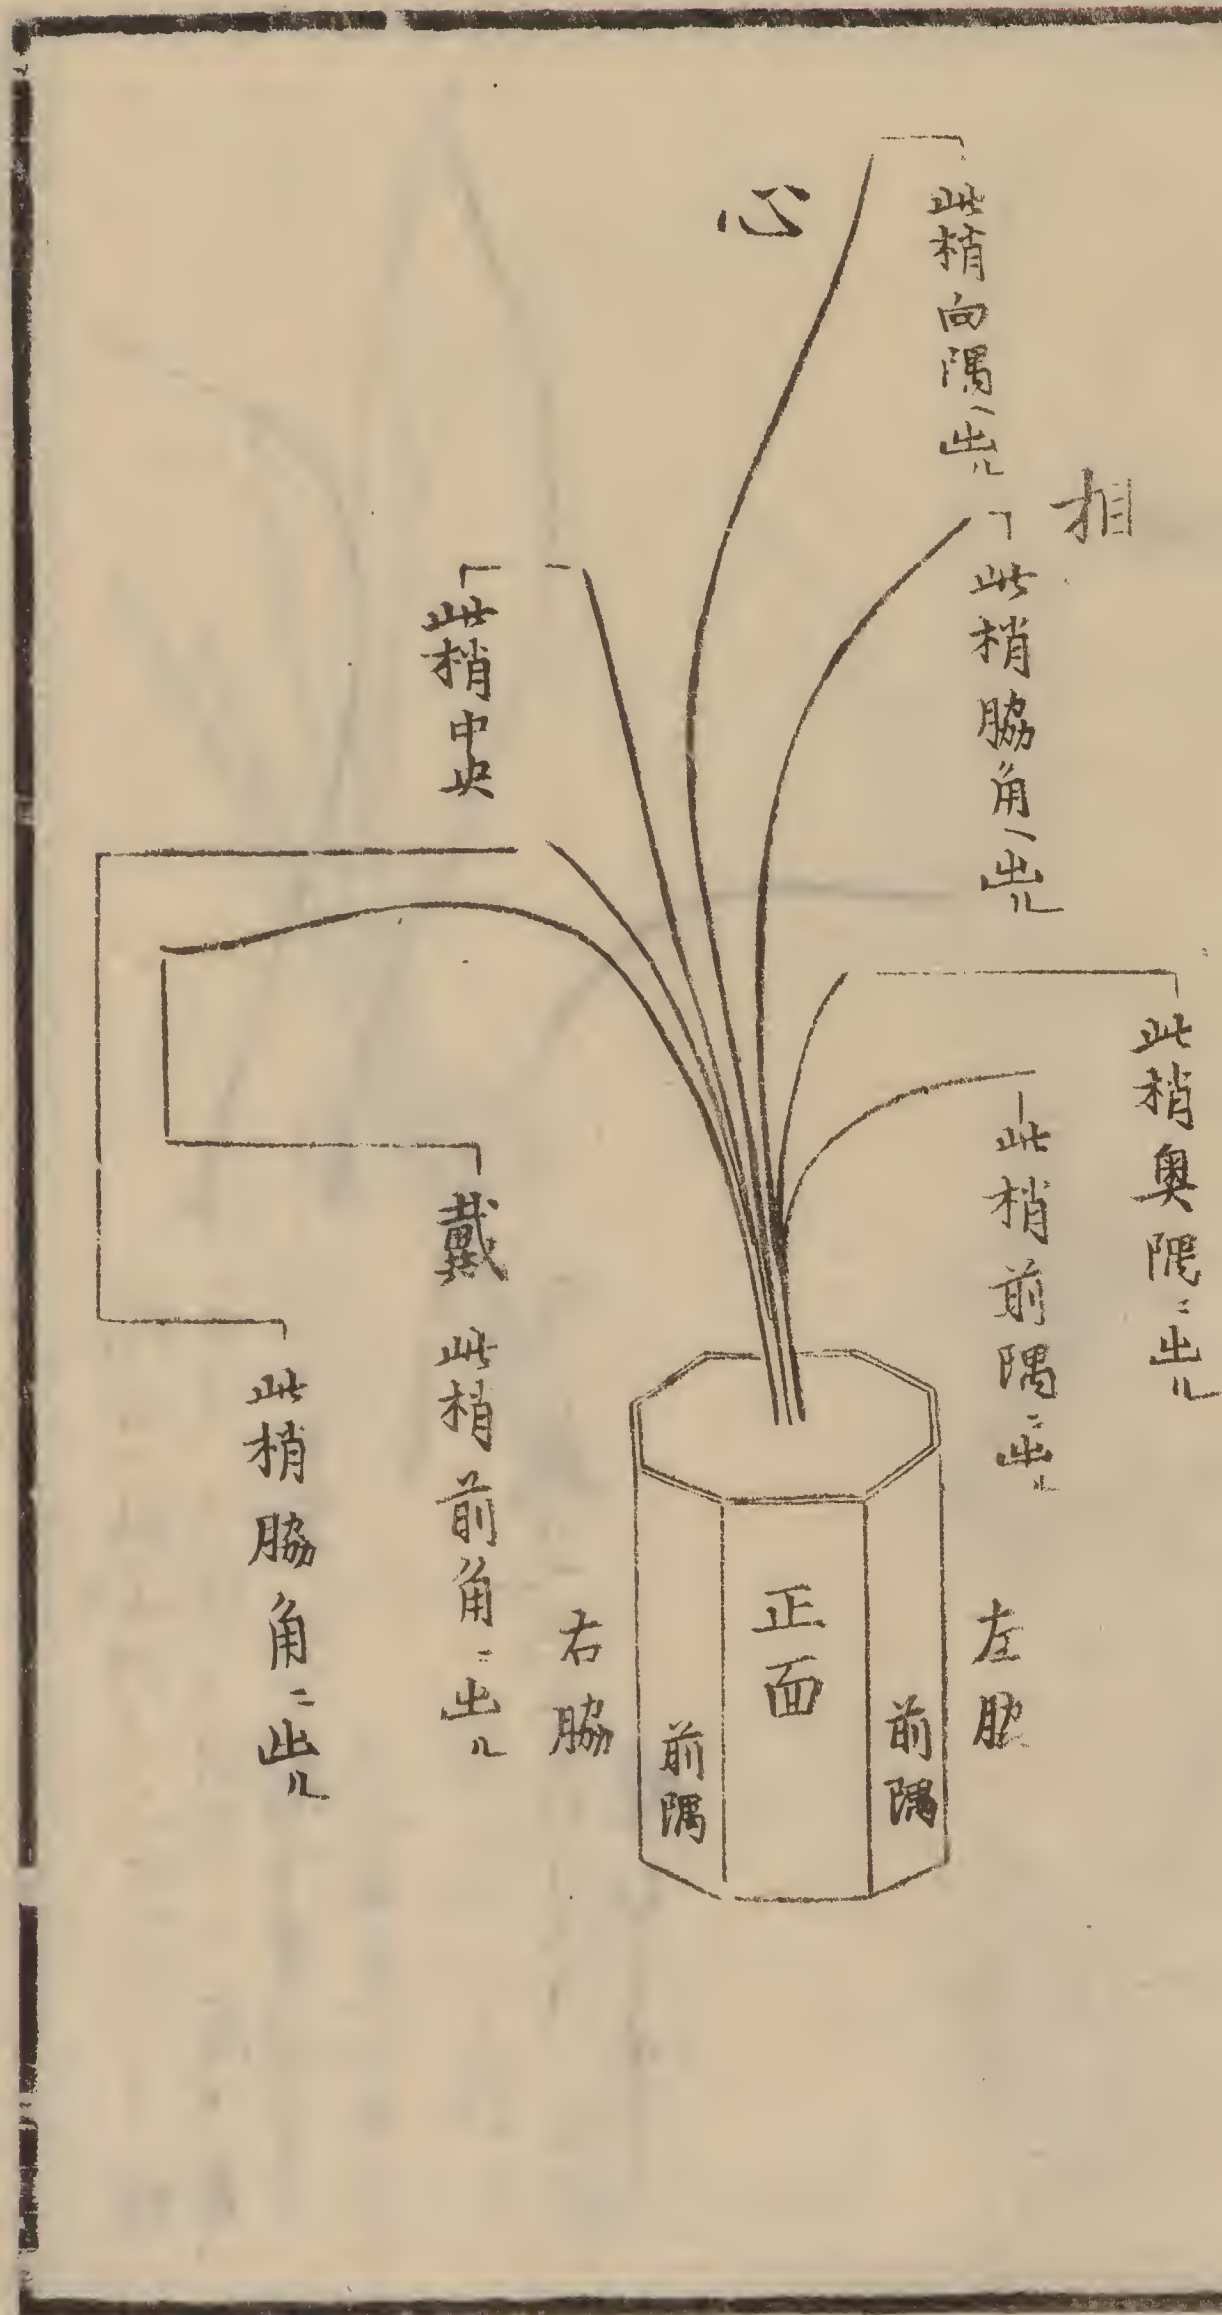 此梢奥隅ニ出ル
相
此梢前隅ニ出ル
此梢脇角ヘ出ル
此梢向隅ヘ出ル
心
左脇
前隅
正面
前隅
右脇
此梢中央
戴
此梢前角ニ出ル
此梢脇角ニ出ル